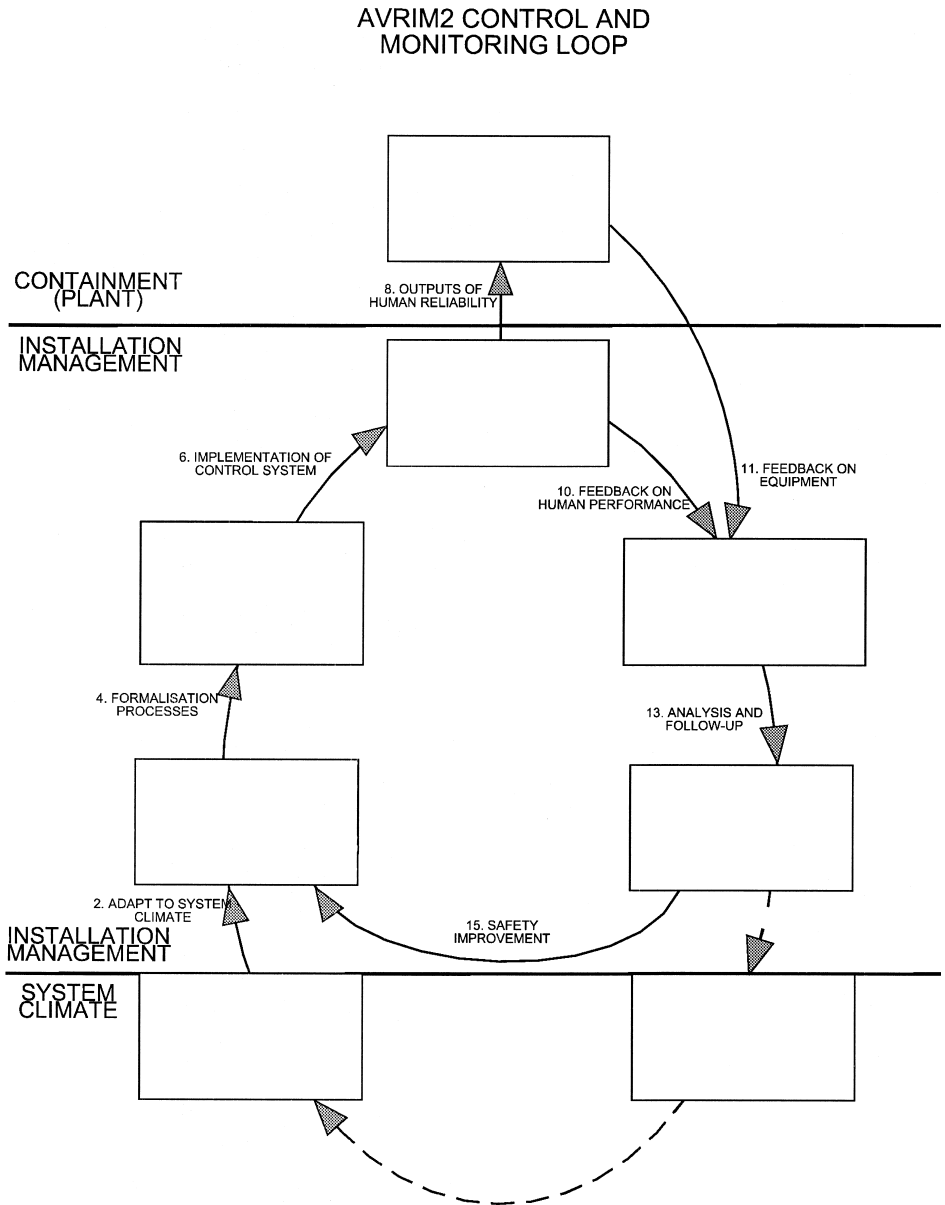 AVRIM2 CONTROL AND
MONITORING LOOP
CONTAINMENT
(PLANT)
8. OUTPUTS OF
HUMAN RELIABILITY
INSTALLATION
MANAGEMENT
6. IMPLEMENTATION OF
CONTROL SYSTEM
10. FEEDBACK ON
HUMAN PERFORMANCE
11. FEEDBACK ON
EQUIPMENT
4. FORMALISATION
PROCESSES
13. ANALYSIS AND
FOLLOW-UP
2. ADAPT TO SYSTEM
CLIMATE
15. SAFETY
IMPROVEMENT
INSTALLATION
MANAGEMENT
SYSTEM
CLIMATE